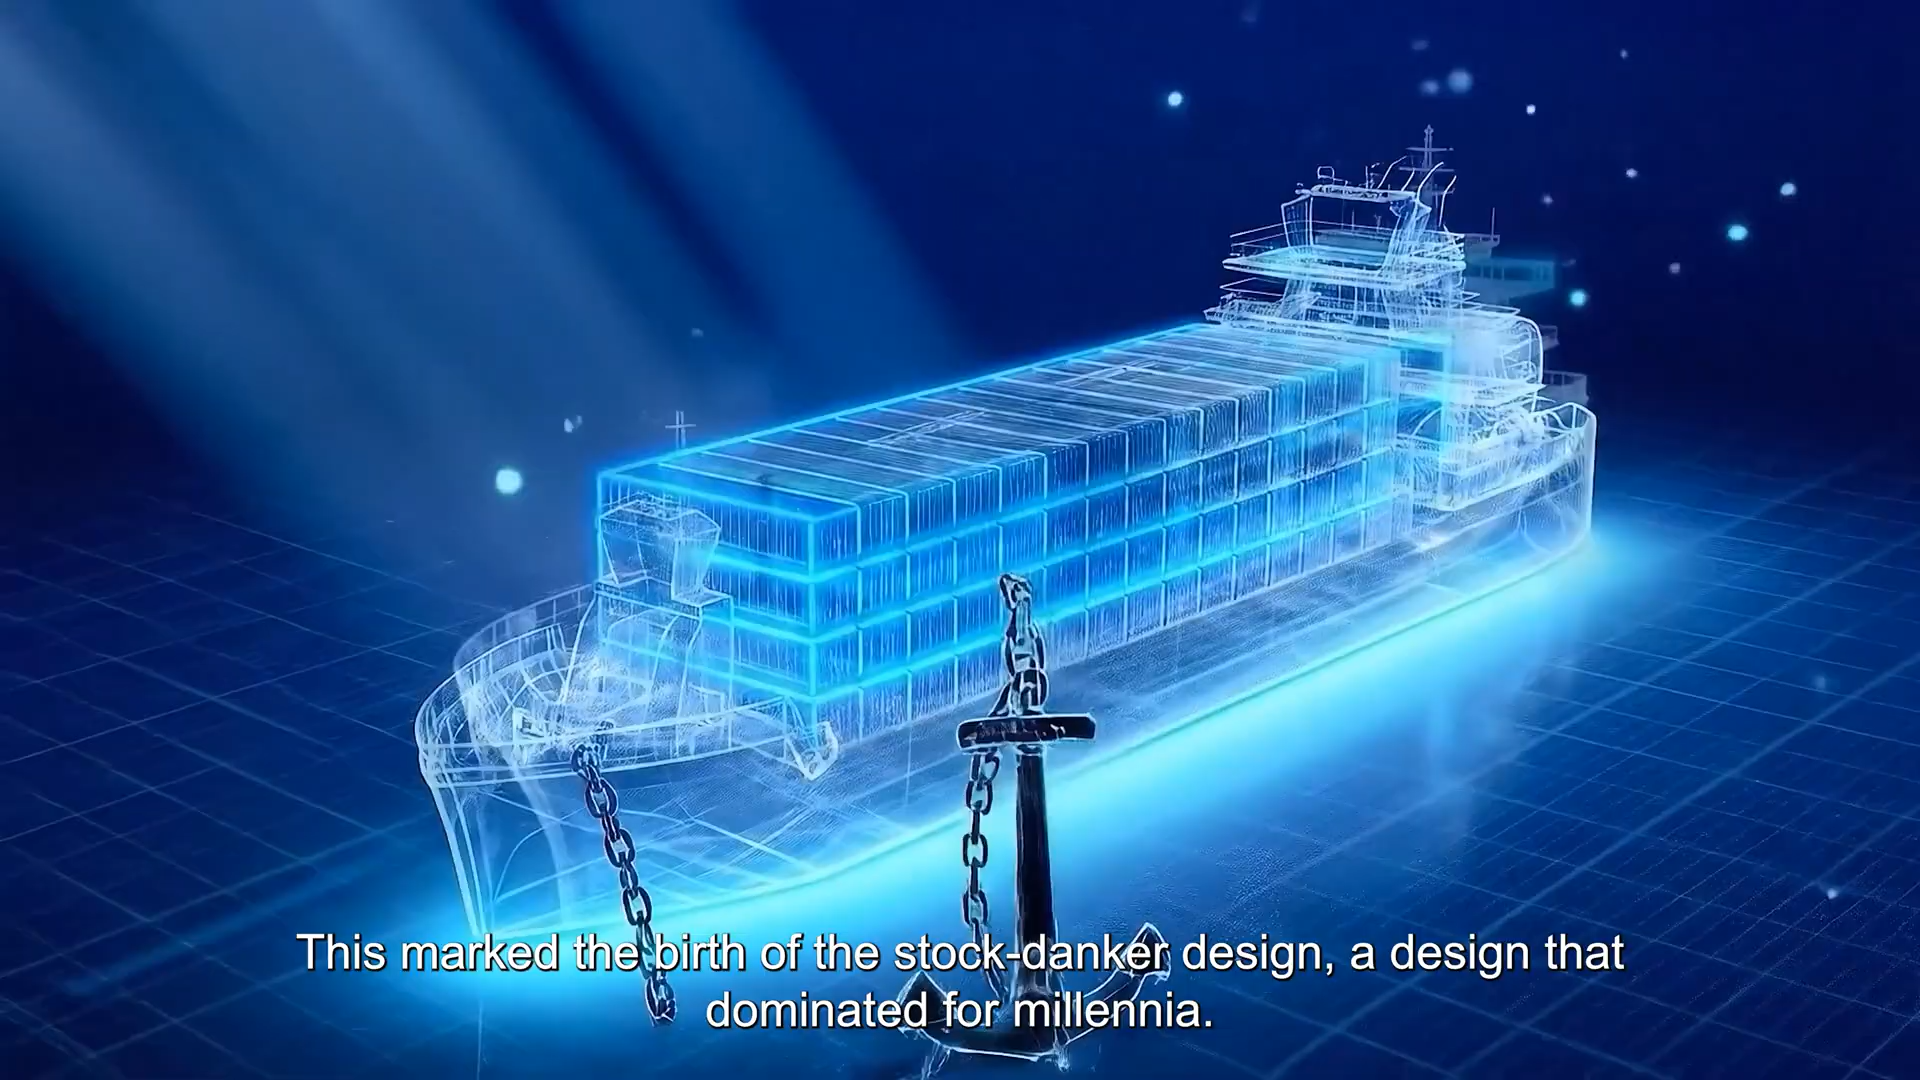 This marked the birth of the stock-danker design, a design that
dominated for millennia.